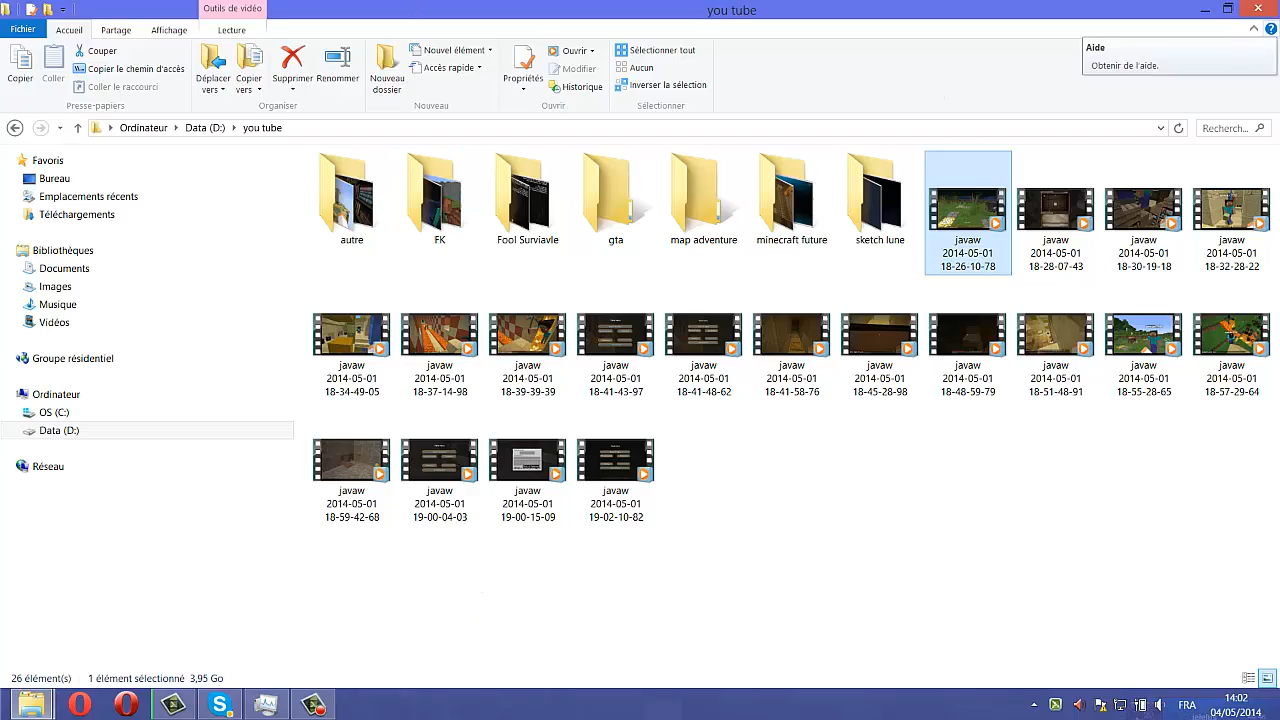 Outils de vidéo
you tube
Fichier
Accueil
Partage
Affichage
Lecture
Copier
Coller
Couper
Copier le chemin d'accès
Coller le raccourci
Presse-papiers
Déplacer vers
Copier vers
Supprimer
Renommer
Organiser
Nouveau dossier
Nouvel élément
Accès rapide
Nouveau
Propriétés
Ouvrir
Modifier
Historique
Ouvrir
Sélectionner tout
Aucun
Inverser la sélection
Sélectionner
Aide
Obtenir de l'aide.
Ordinateur
Data (D:)
you tube
Recherch...
Favoris
Bureau
Emplacements récents
Téléchargements
Bibliothèques
Documents
Images
Musique
Vidéos
Groupe résidentiel
Ordinateur
OS (C:)
Data (D:)
Réseau
autre
FK
Fool Surviavle
gta
map adventure
minecraft future
sketch lune
javaw
2014-05-01
18-26-10-78
javaw
2014-05-01
18-28-07-43
javaw
2014-05-01
18-30-19-18
javaw
2014-05-01
18-32-28-22
javaw
2014-05-01
18-34-49-05
javaw
2014-05-01
18-37-14-98
javaw
2014-05-01
18-39-39-39
javaw
2014-05-01
18-41-43-97
javaw
2014-05-01
18-41-48-62
javaw
2014-05-01
18-41-58-76
javaw
2014-05-01
18-45-28-98
javaw
2014-05-01
18-48-59-79
javaw
2014-05-01
18-51-48-91
javaw
2014-05-01
18-55-28-65
javaw
2014-05-01
18-57-29-64
javaw
2014-05-01
18-59-42-68
javaw
2014-05-01
19-00-04-03
javaw
2014-05-01
19-00-15-09
javaw
2014-05-01
19-02-10-82
26 élément(s)
1 élément sélectionné 3,95 Go
FRA
14:02
04/05/2014